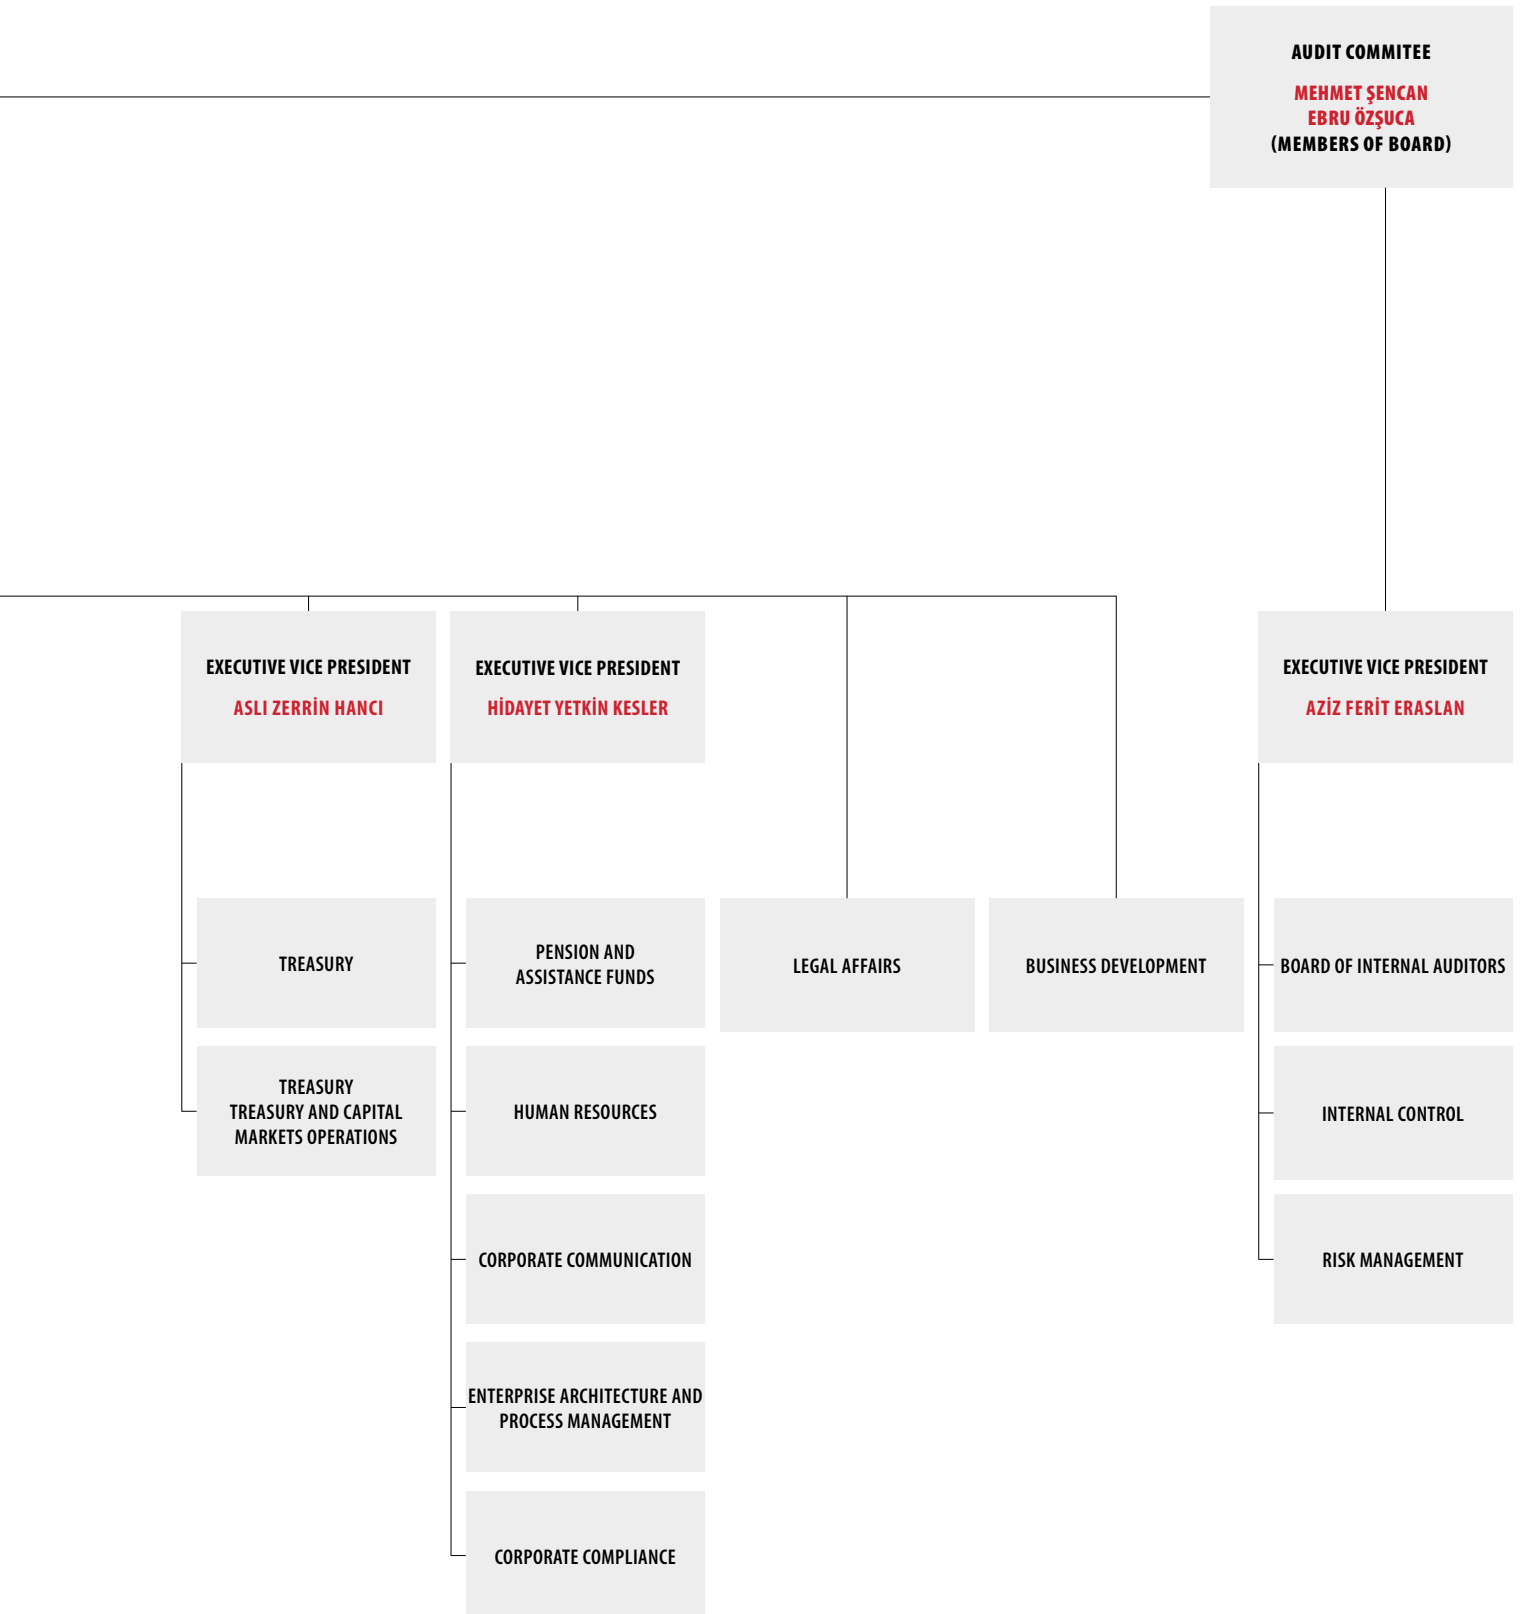 AUDIT COMMITEE
MEHMET ŞENCAN
EBRU ÖZŞUCA
(MEMBERS OF BOARD)
EXECUTIVE VICE PRESIDENT
ASLI ZERRİN HANCI
EXECUTIVE VICE PRESIDENT
HİDAYET YETKİN KESLER
EXECUTIVE VICE PRESIDENT
AZİZ FERİT ERASLAN
TREASURY
PENSION AND
ASSISTANCE FUNDS
LEGAL AFFAIRS
BUSINESS DEVELOPMENT
BOARD OF INTERNAL AUDITORS
TREASURY
TREASURY AND CAPITAL
MARKETS OPERATIONS
HUMAN RESOURCES
INTERNAL CONTROL
CORPORATE COMMUNICATION
RISK MANAGEMENT
ENTERPRISE ARCHITECTURE AND
PROCESS MANAGEMENT
CORPORATE COMPLIANCE